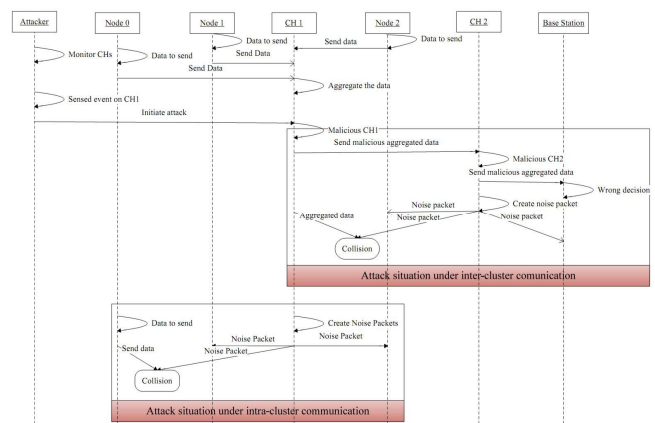 Attacker
Node 0
Node 1
CH 1
Node 2
CH 2
Base Station
Monitor CHs
Data to send
Data to send
Send data
Data to send
Send Data
Send Data
Aggregate the data
Sensed event on CH1
Initiate attack
Malicious CH1
Send malicious aggregated data
Malicious CH2
Send malicious aggregated data
Wrong decision
Create noise packet
Noise packet
Aggregated data
Noise packet
Noise packet
Collision
Attack situation under inter-cluster comunication
Data to send
Create Noise Packets
Noise Packet
Noise Packet
Send data
Noise Packet
Collision
Attack situation under intra-cluster communication